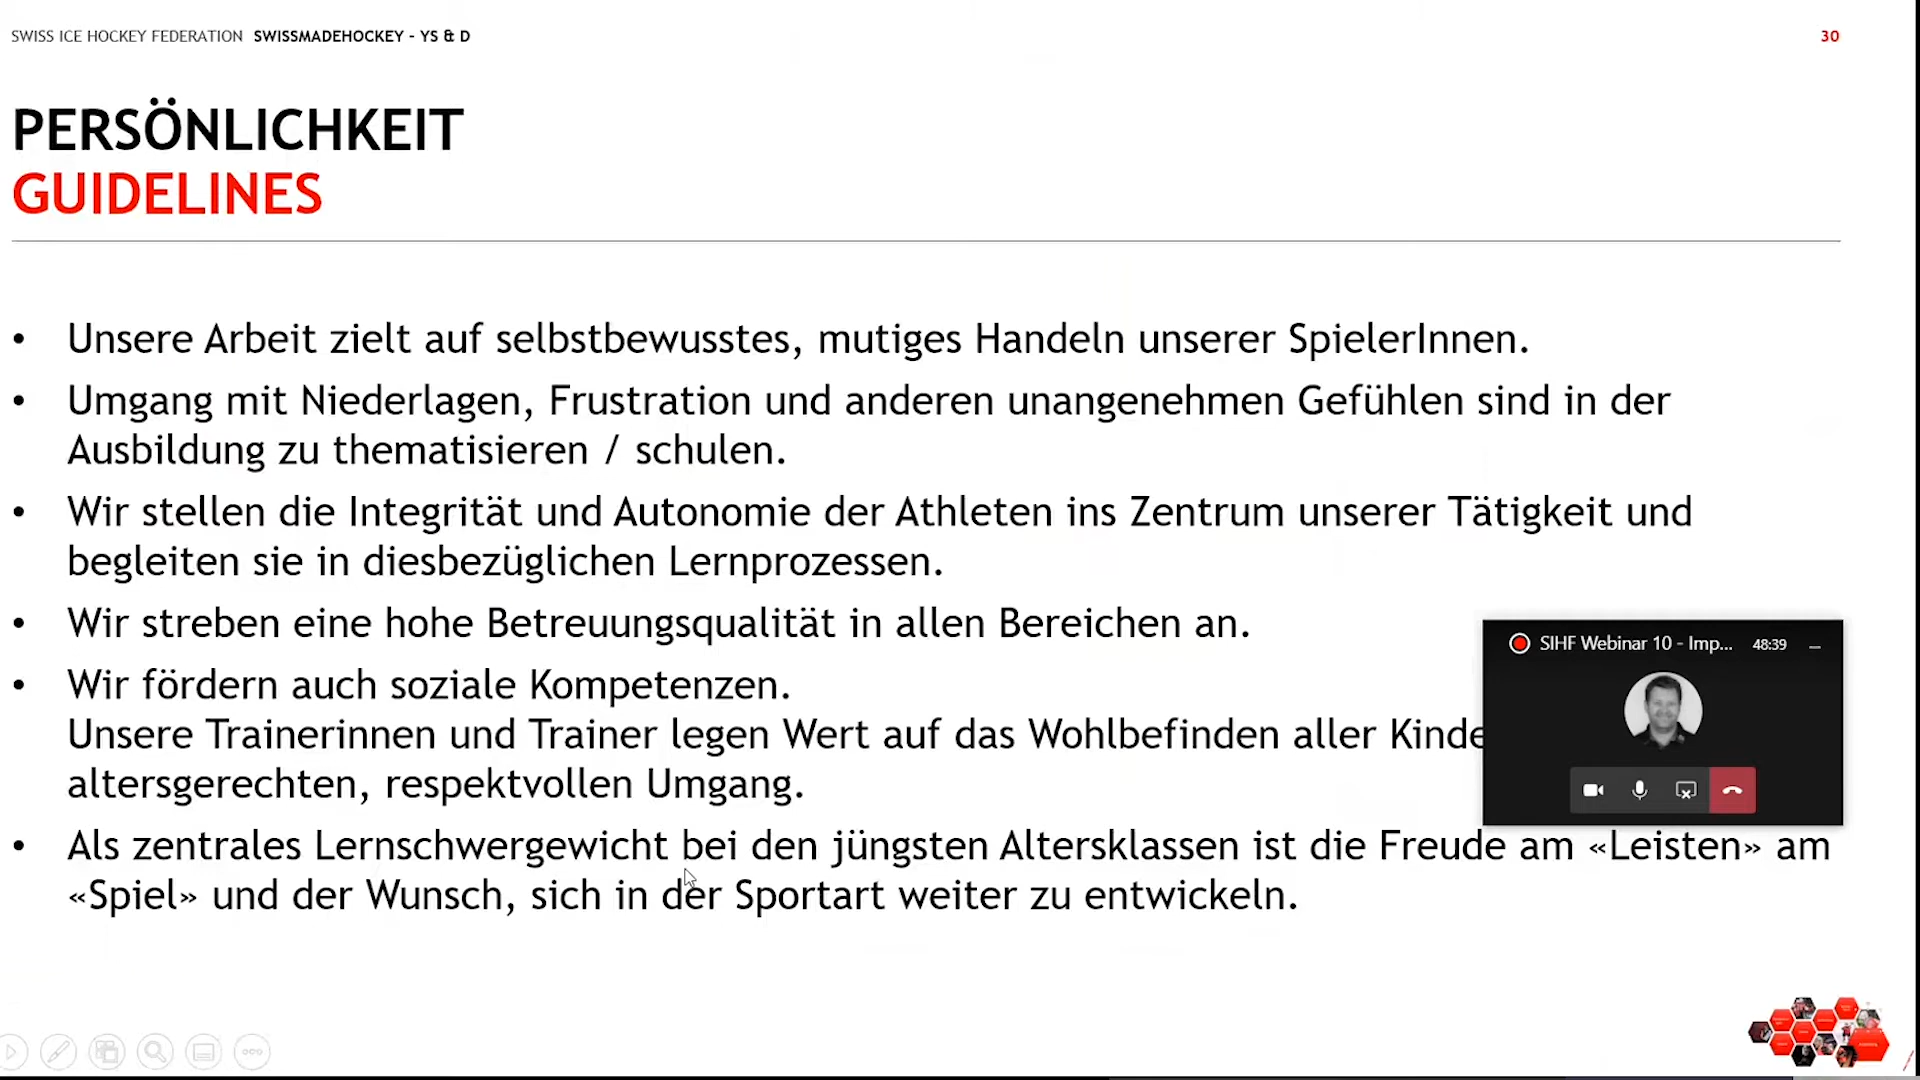 SWISS ICE HOCKEY FEDERATION SWISSMADEHOCKEY - YS & D
30
PERSÖNLICHKEIT
GUIDELINES
• Unsere Arbeit zielt auf selbstbewusstes, mutiges Handeln unserer SpielerInnen.
• Umgang mit Niederlagen, Frustration und anderen unangenehmen Gefühlen sind in der
Ausbildung zu thematisieren / schulen.
• Wir stellen die Integrität und Autonomie der Athleten ins Zentrum unserer Tätigkeit und
begleiten sie in diesbezüglichen Lernprozessen.
• Wir streben eine hohe Betreuungsqualität in allen Bereichen an.
• Wir fördern auch soziale Kompetenzen.
Unsere Trainerinnen und Trainer legen Wert auf das Wohlbefinden aller Kinde
altersgerechten, respektvollen Umgang.
• Als zentrales Lernschwergewicht bei den jüngsten Altersklassen ist die Freude am «Leisten» am
«Spiel» und der Wunsch, sich in der Sportart weiter zu entwickeln.
SIHF Webinar 10 - Imp... 48:39